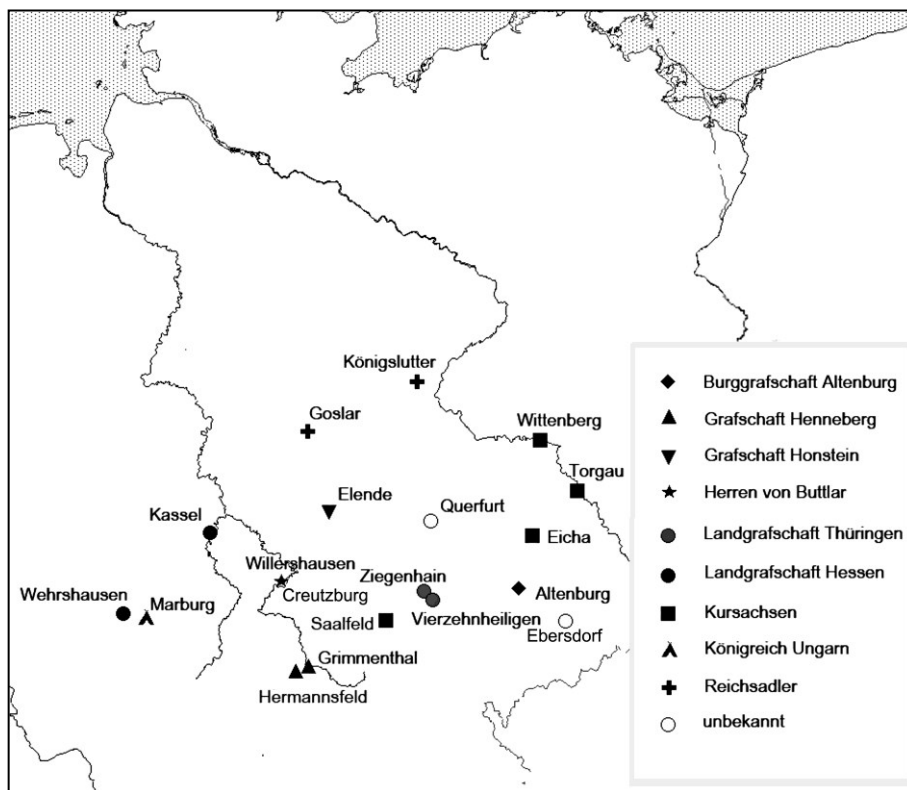 Königslutter
Goslar
Wittenberg
Torgau
Elende
Querfurt
Kassel
Eicha
Willershausen
Creutzburg
Ziegenhain
Wehrshausen
Marburg
Altenburg
Saalfeld
Vierzehnheiligen
Ebersdorf
Grimmenthal
Hermannsfeld
Burggrafschaft Altenburg
Grafschaft Henneberg
Grafschaft Honstein
Herren von Buttlar
Landgrafschaft Thüringen
Landgrafschaft Hessen
Kursachsen
Königreich Ungarn
Reichsadler
unbekannt